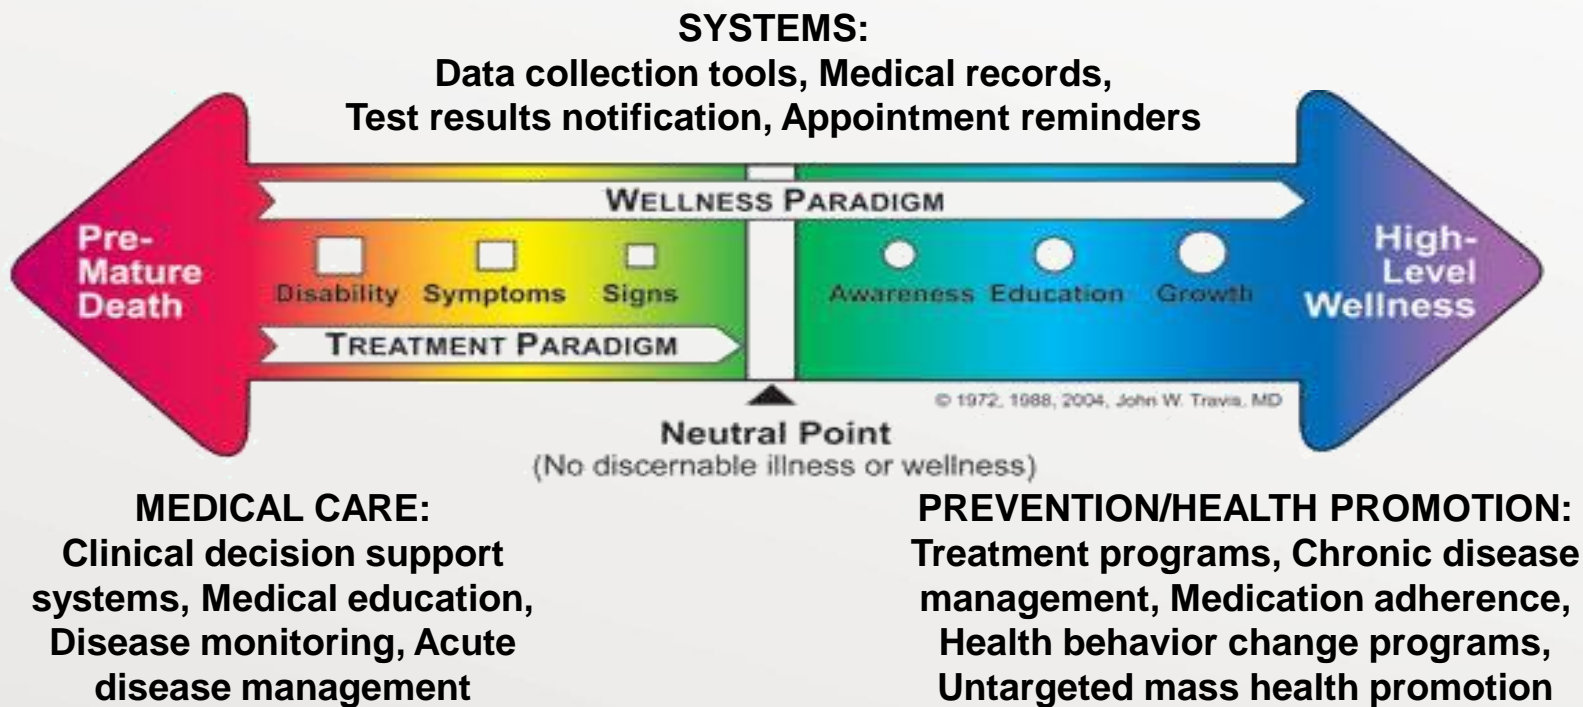 SYSTEMS:
Data collection tools, Medical records,
Test results notification, Appointment reminders
WELLNESS PARADIGM
Pre-
Mature
Death
Disability
Symptoms
Signs
Awareness
Education
Growth
High-
Level
Wellness
TREATMENT PARADIGM
© 1972, 1988, 2004, John W. Travis, MD
Neutral Point
(No discernable illness or wellness)
MEDICAL CARE:
Clinical decision support
systems, Medical education,
Disease monitoring, Acute
disease management
PREVENTION/HEALTH PROMOTION:
Treatment programs, Chronic disease
management, Medication adherence,
Health behavior change programs,
Untargeted mass health promotion